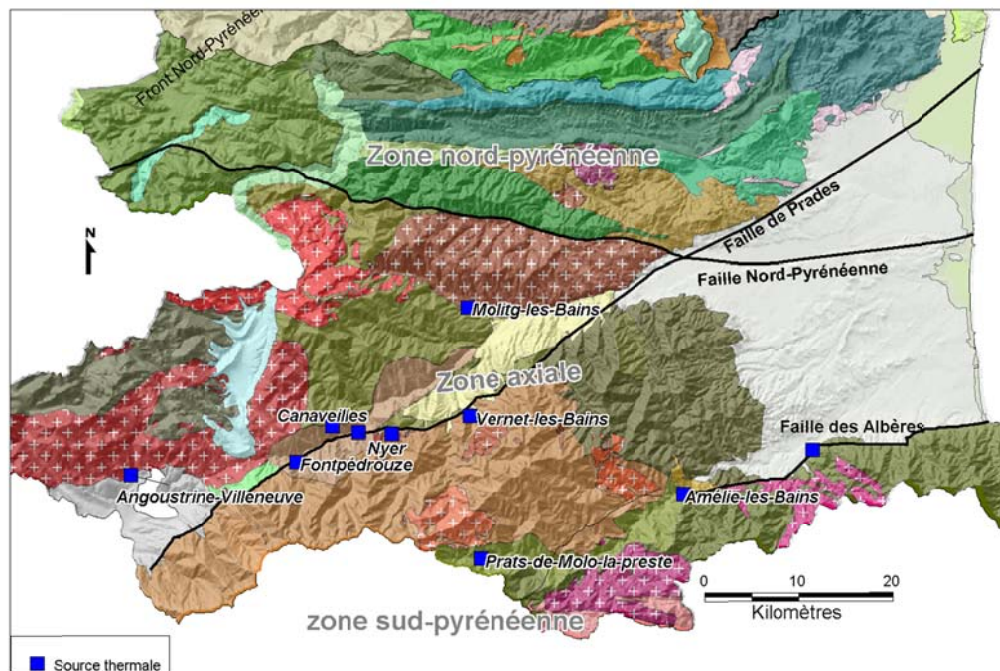 Front Nord-Pyrénée
Zone nord-pyrénéenne
Faille de Prades
N
Faille Nord-Pyrénéenne
Molitg-les-Bains
Zone axiale
Canaveilles
Vernet-les-Bains
Nyer
Faille des Albères
Fontpédrouze
Angoustrine-Villeneuve
Amélie-les-Bains
Prats-de-Molo-la-preste
0 10 20
Kilomètres
zone sud-pyrénéenne
Source thermale